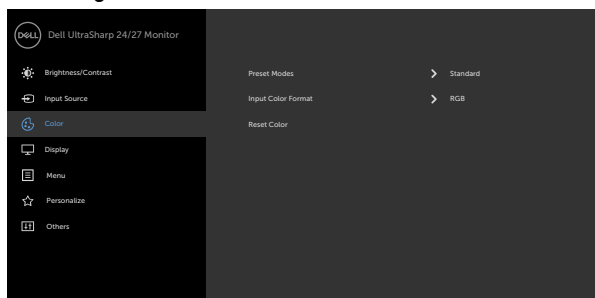 DELL Dell UltraSharp 24/27 Monitor
Brightness/Contrast Preset Modes Standard
Input Source Input Color Format RGB
Color Reset Color
Display
Menu
Personalize
Others